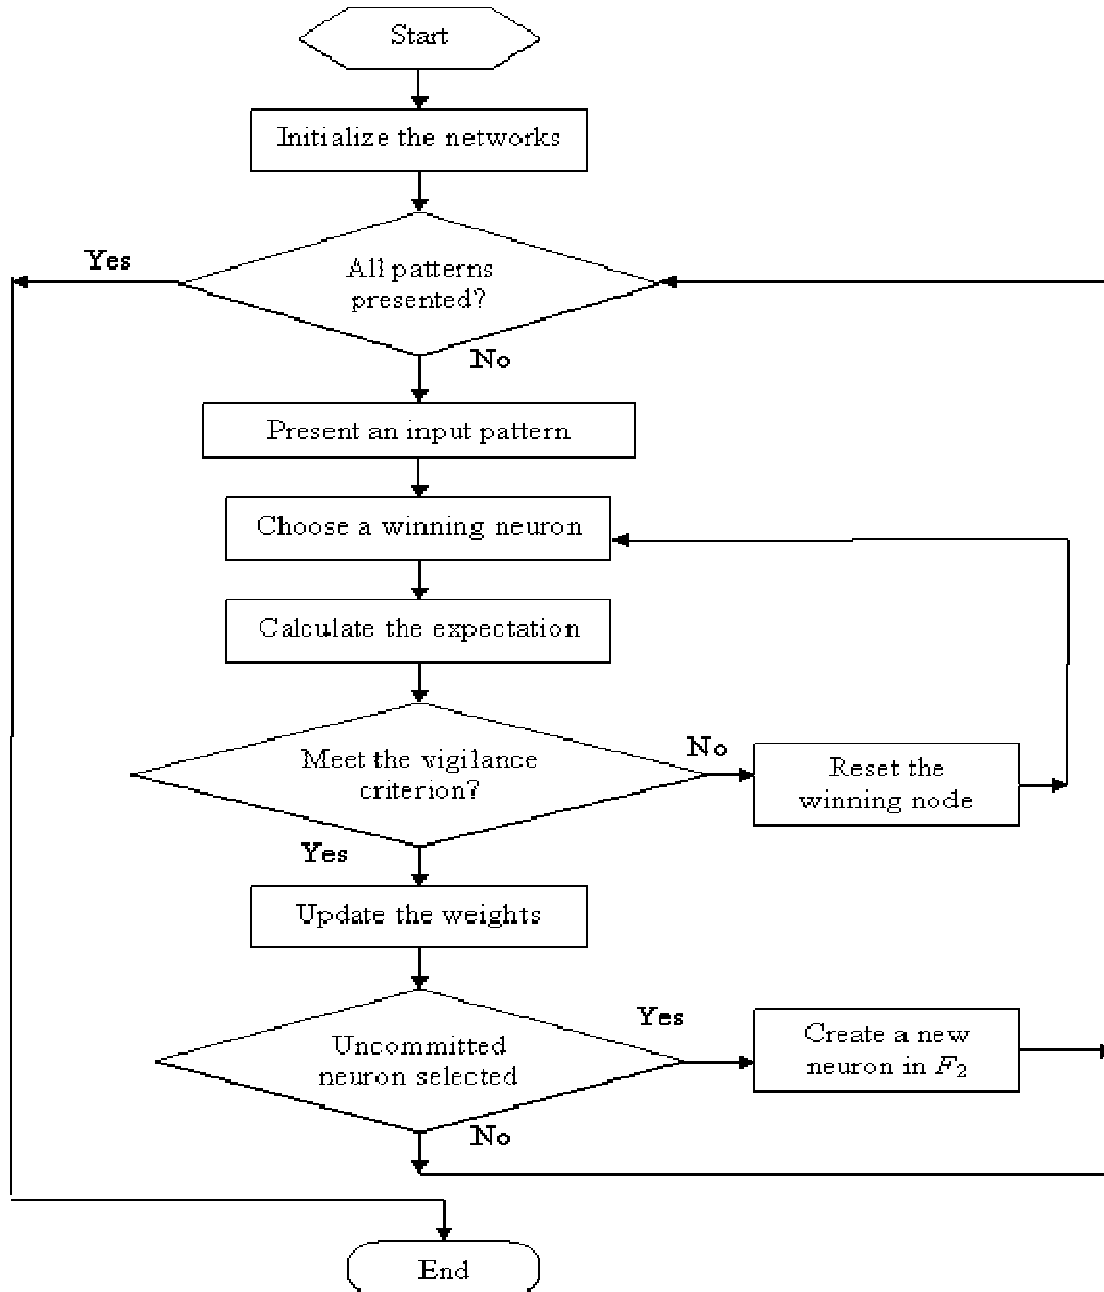 Start
Initialize the networks
Yes
All patterns
presented?
No
Present an input pattern
Choose a winning neuron
Calculate the expectation
Meet the vigilance
criterion?
No
Reset the
winning node
Yes
Update the weights
Uncommitted
neuron selected
Yes
Create a new
neuron in F₂
No
End